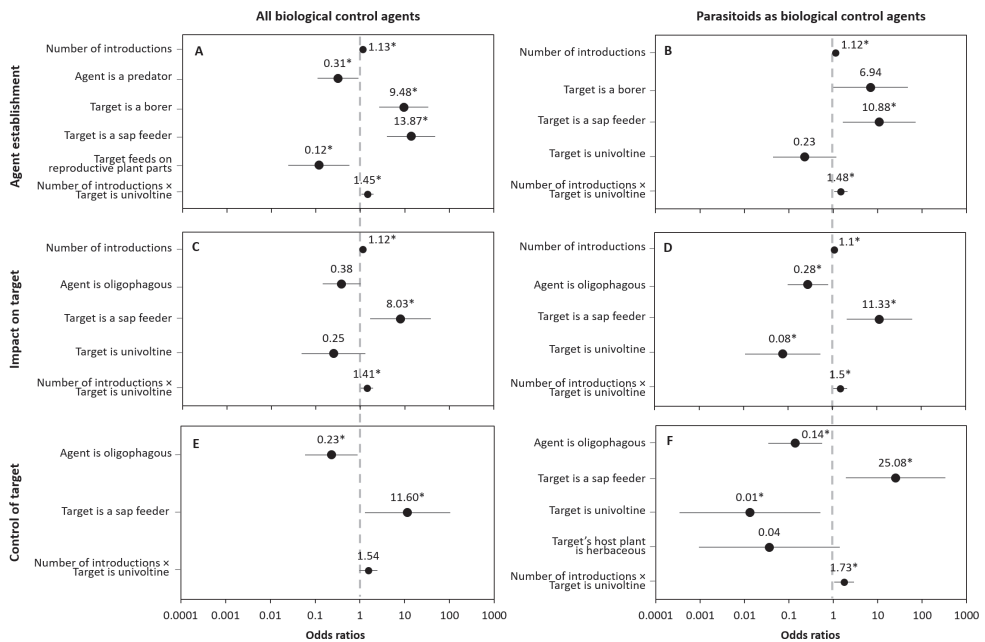 All biological control agents
Parasitoids as biological control agents
Agent establishment
A
Number of introductions
1.13*
Agent is a predator
0.31*
Target is a borer
9.48*
Target is a sap feeder
13.87*
Target feeds on
reproductive plant parts
0.12*
Number of introductions ×
Target is univoltine
1.45*
B
Number of introductions
1.12*
Target is a borer
6.94
Target is a sap feeder
10.88*
Target is univoltine
0.23
Number of introductions ×
Target is univoltine
1.48*
Impact on target
C
Number of introductions
1.12*
Agent is oligophagous
0.38
Target is a sap feeder
8.03*
Target is univoltine
0.25
Number of introductions ×
Target is univoltine
1.41*
D
Number of introductions
1.1*
Agent is oligophagous
0.28*
Target is a sap feeder
11.33*
Target is univoltine
0.08*
Number of introductions ×
Target is univoltine
1.5*
Control of target
E
Agent is oligophagous
0.23*
Target is a sap feeder
11.60*
Number of introductions ×
Target is univoltine
1.54
0.0001 0.001 0.01 0.1 1 10 100 1000
Odds ratios
F
Agent is oligophagous
0.14*
Target is a sap feeder
25.08*
Target is univoltine
0.01*
Target's host plant
is herbaceous
0.04
Number of introductions ×
Target is univoltine
1.73*
0.0001 0.001 0.01 0.1 1 10 100 1000
Odds ratios